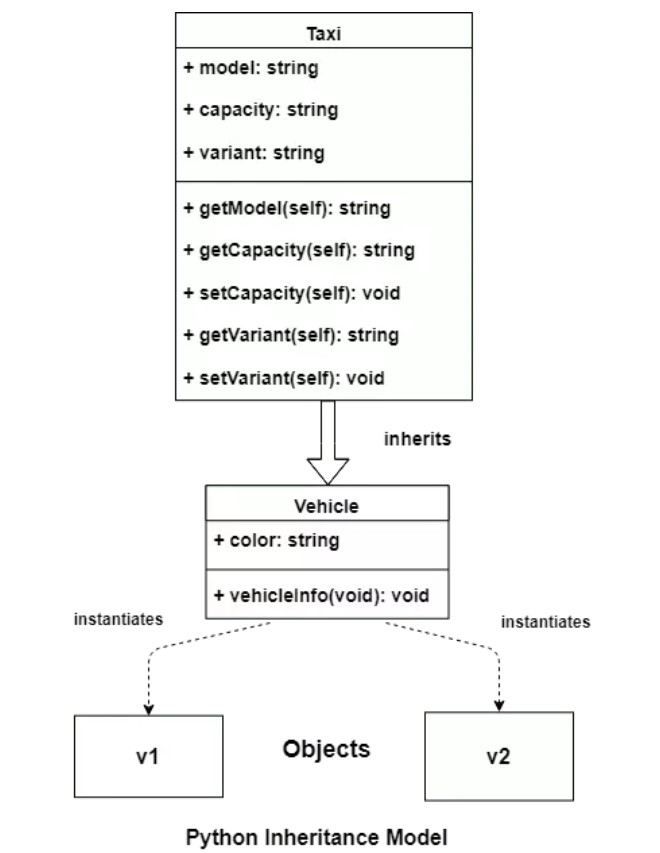 Taxi
+ model: string
+ capacity: string
+ variant: string
+ getModel(self): string
+ getCapacity(self): string
+ setCapacity(self): void
+ getVariant(self): string
+ setVariant(self): void
inherits
Vehicle
+ color: string
+ vehicleInfo(void): void
instantiates
instantiates
v1
Objects
v2
Python Inheritance Model